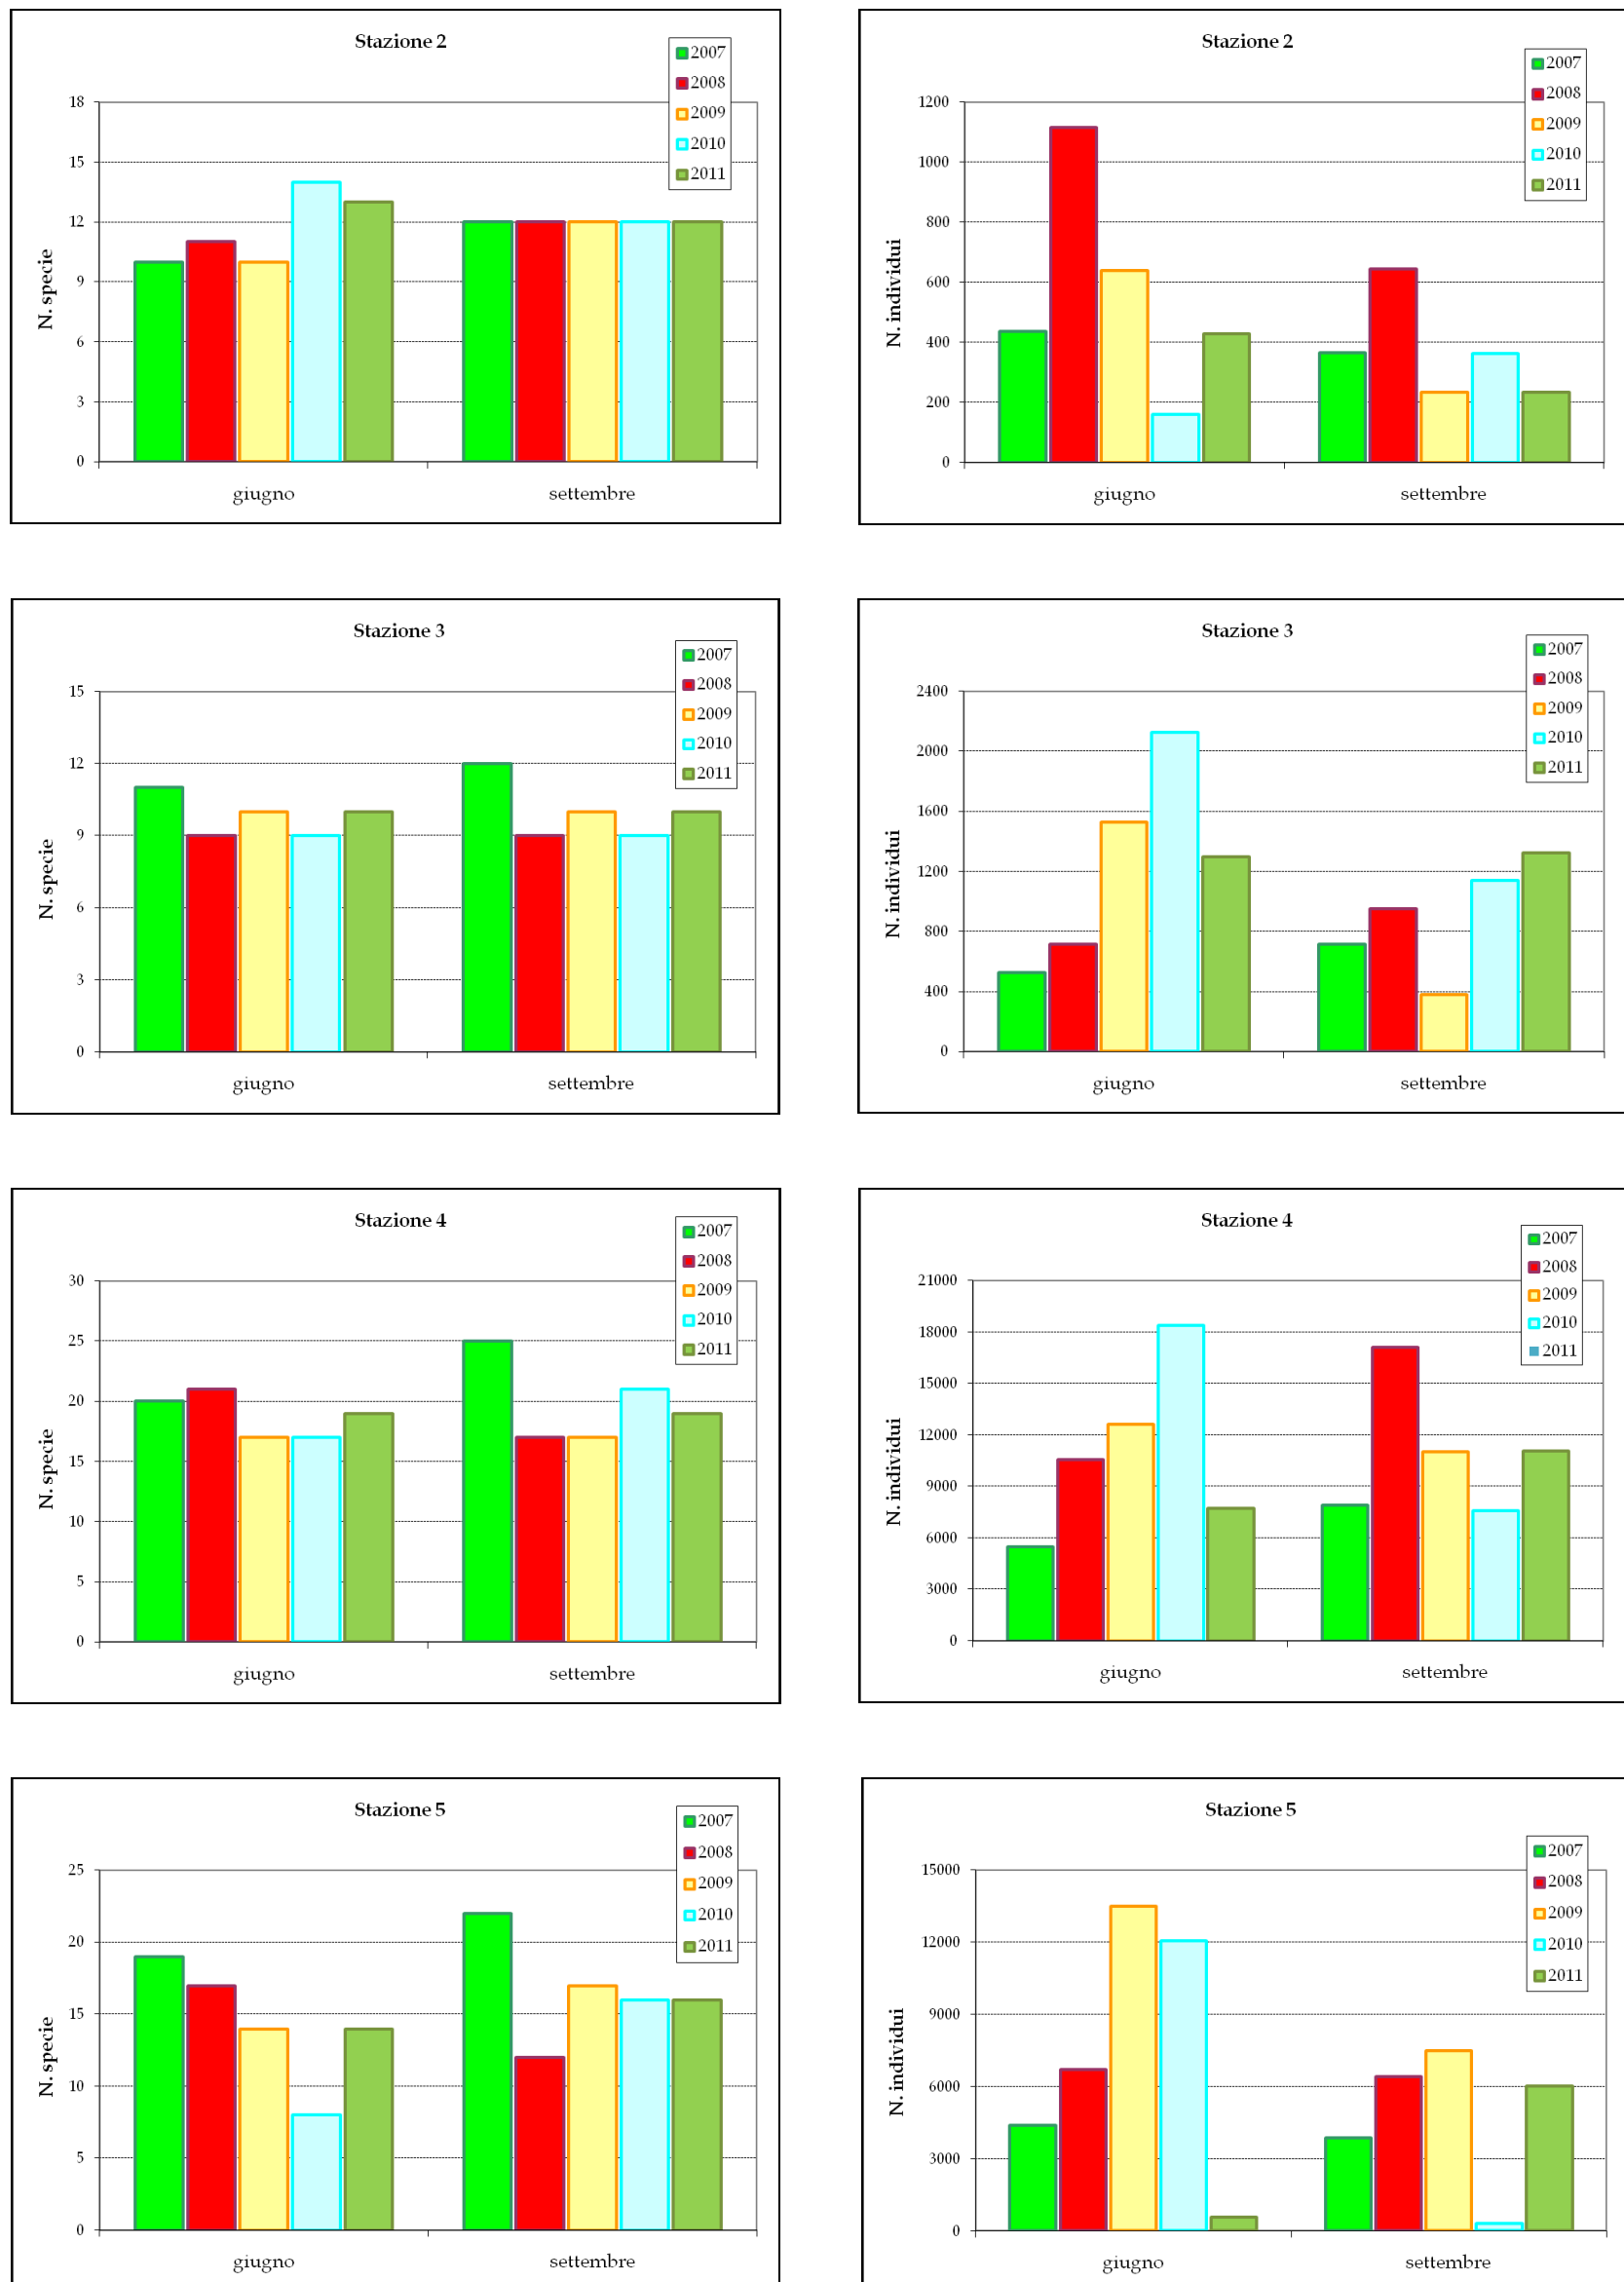 Stazione 2
2007
2008
2009
2010
2011
18
15
12
9
6
3
0
N. specie
giugno
settembre
Stazione 2
2007
2008
2009
2010
2011
1200
1000
800
600
400
200
0
N. individui
giugno
settembre
Stazione 3
2007
2008
2009
2010
2011
15
12
9
6
3
0
N. specie
giugno
settembre
Stazione 3
2007
2008
2009
2010
2011
2400
2000
1600
1200
800
400
0
N. individui
giugno
settembre
Stazione 4
2007
2008
2009
2010
2011
30
25
20
15
10
5
0
N. specie
giugno
settembre
Stazione 4
2007
2008
2009
2010
2011
21000
18000
15000
12000
9000
6000
3000
0
N. individui
giugno
settembre
Stazione 5
2007
2008
2009
2010
2011
25
20
15
10
5
0
N. specie
giugno
settembre
Stazione 5
2007
2008
2009
2010
2011
15000
12000
9000
6000
3000
0
N. individui
giugno
settembre